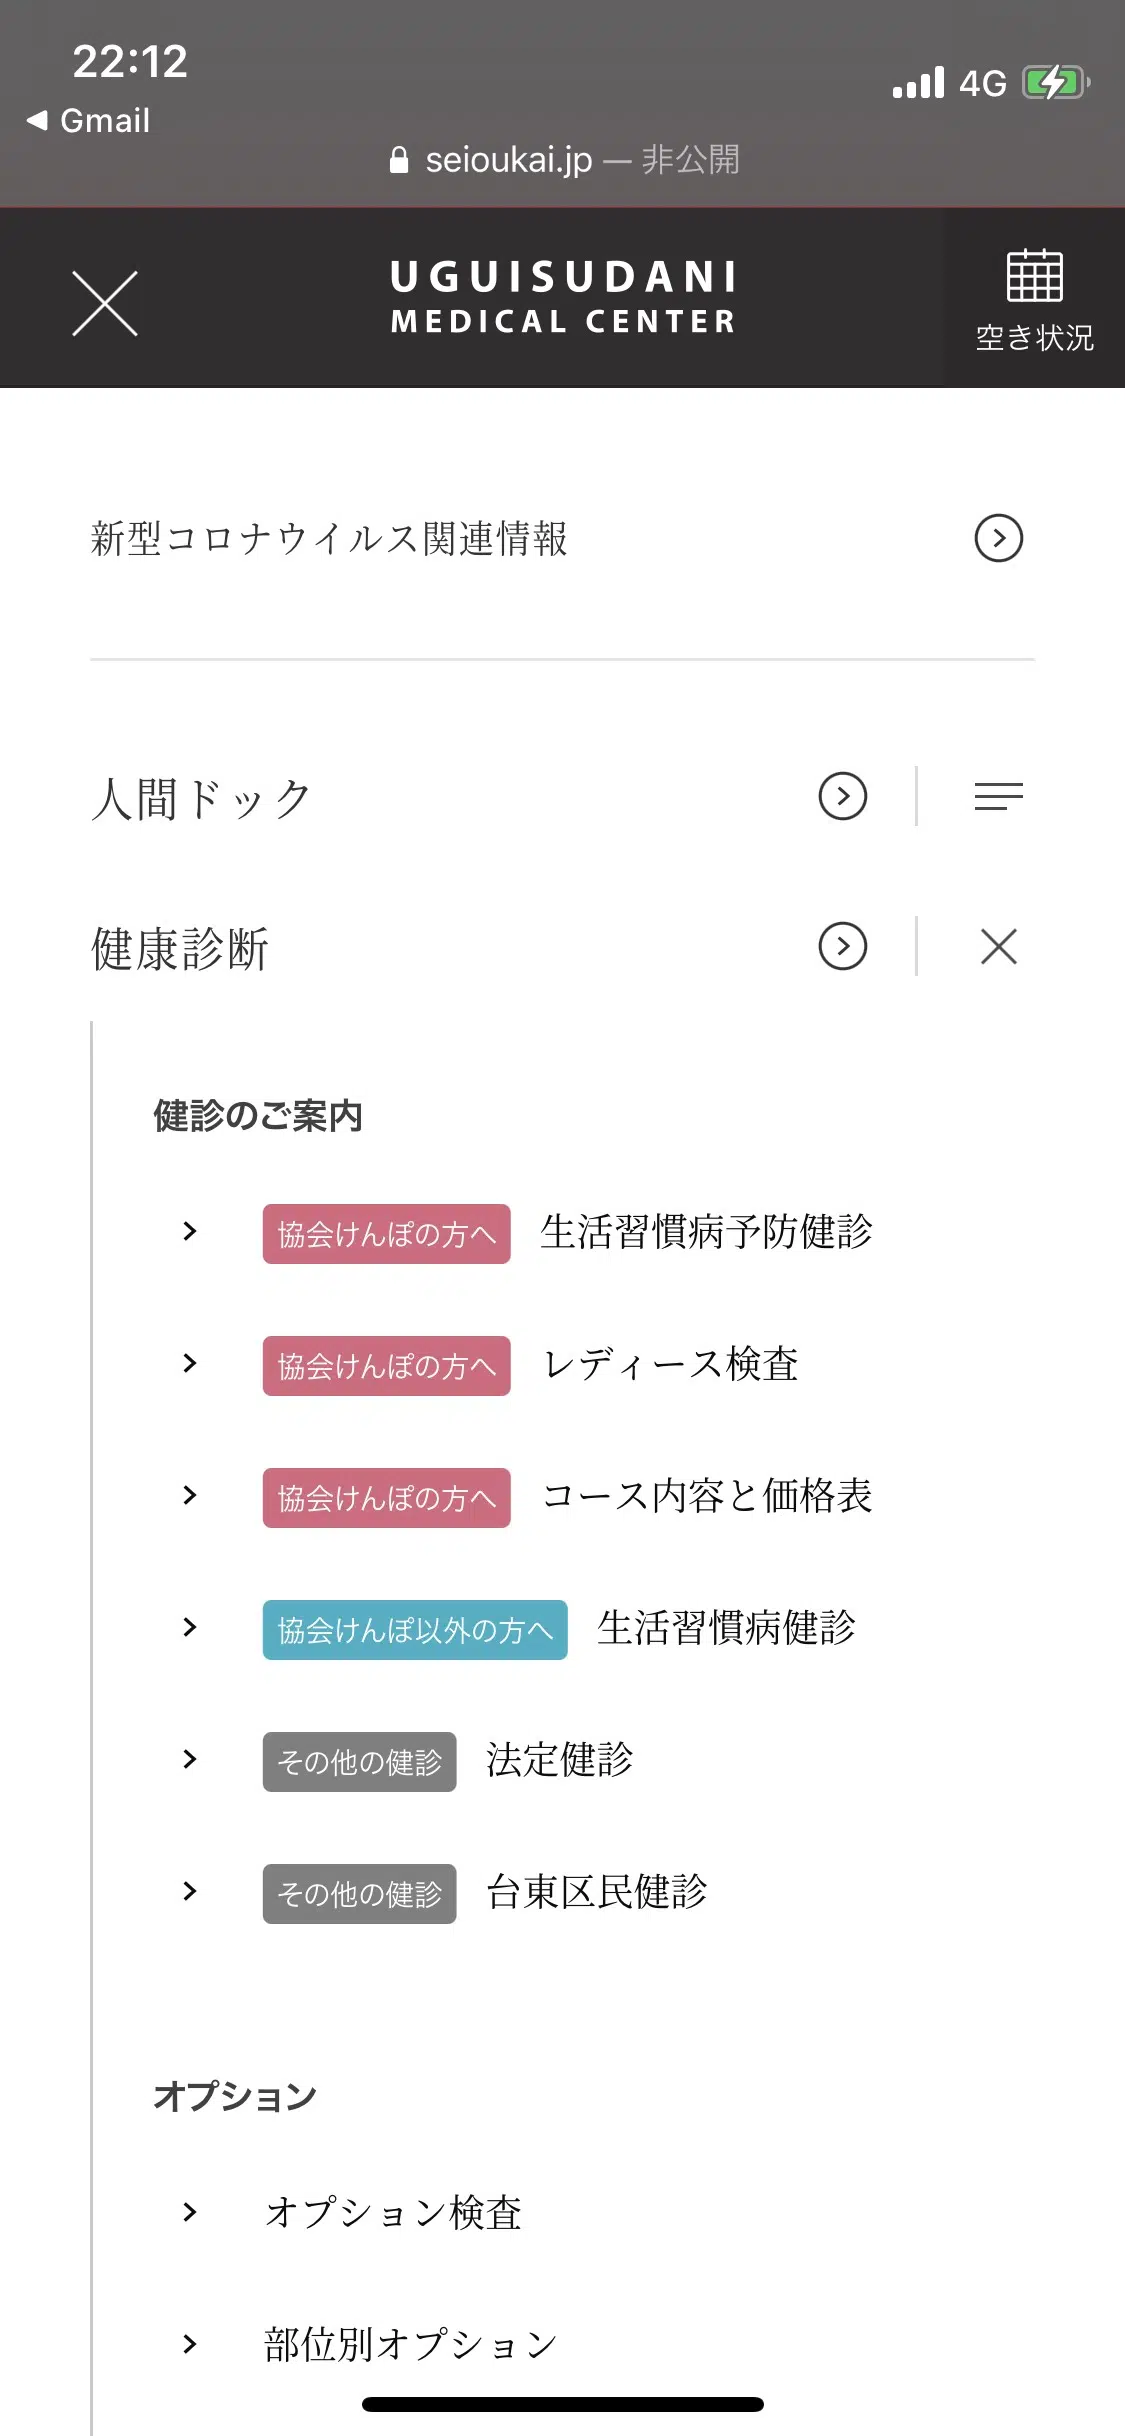 22:12
4G
◀ Gmail
seioukai.jp — 非公開
UGUISUDANI
MEDICAL CENTER
空き状況
新型コロナウイルス関連情報
人間ドック
健康診断
健診のご案内
協会けんぽの方へ 生活習慣病予防健診
協会けんぽの方へ レディース検査
協会けんぽの方へ コース内容と価格表
協会けんぽ以外の方へ 生活習慣病健診
その他の健診 法定健診
その他の健診 台東区民健診
オプション
オプション検査
部位別オプション